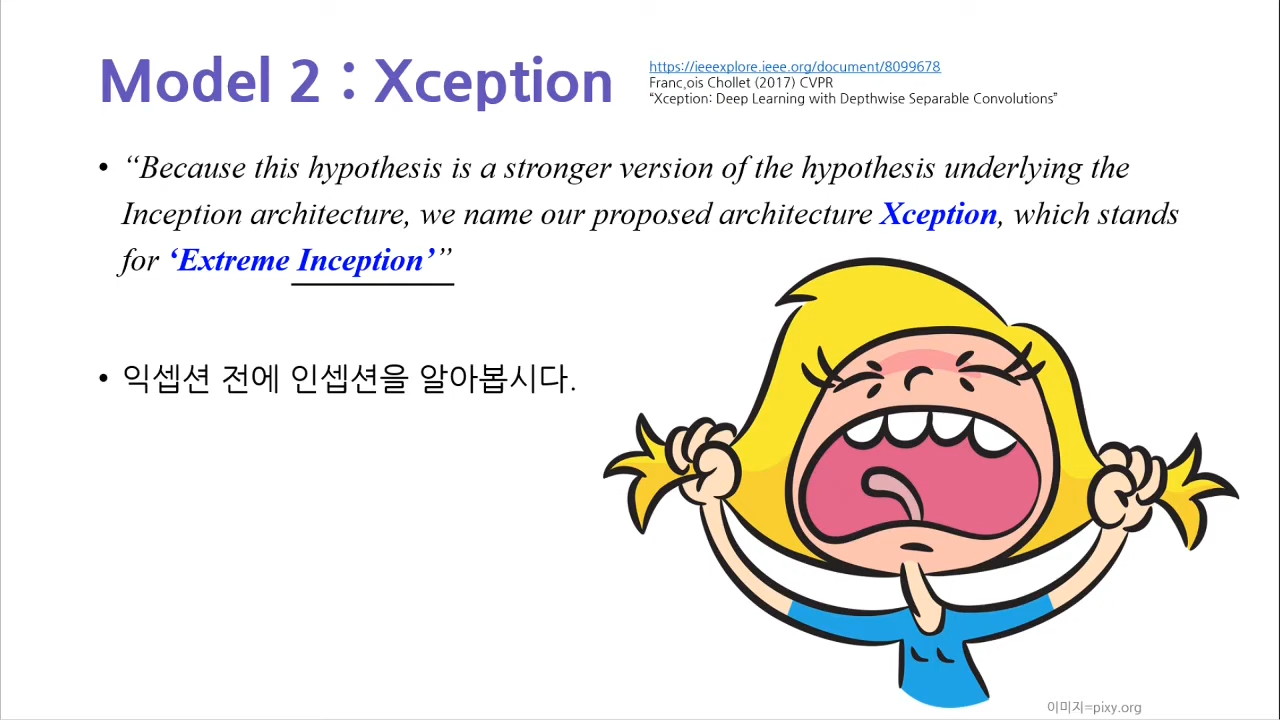 Model 2 : Xception
https://ieeexplore.ieee.org/document/8099678
Franc¸ois Chollet (2017) CVPR
“Xception: Deep Learning with Depthwise Separable Convolutions”
• “Because this hypothesis is a stronger version of the hypothesis underlying the
Inception architecture, we name our proposed architecture Xception, which stands
for ‘Extreme Inception’”
• 익셉션 전에 인셉션을 알아봅시다.
이미지=pixy.org